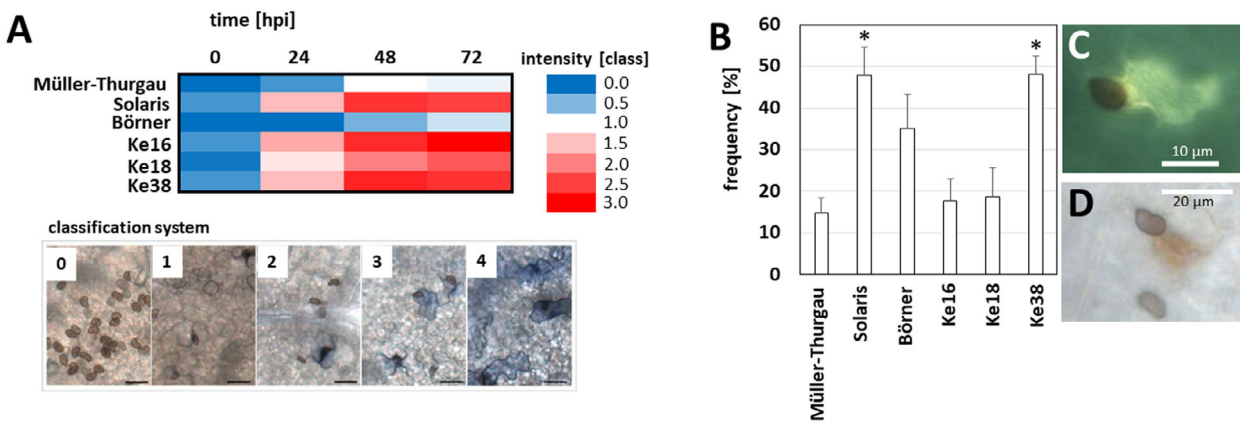 A
time [hpi]
0 24 48 72
intensity [class]
Müller-Thurgau
Solaris
Börner
Ke16
Ke18
Ke38
0.0
0.5
1.0
1.5
2.0
2.5
3.0
classification system
0 1 2 3 4
B
frequency [%]
60
50
40
30
20
10
0
* *
Müller-Thurgau
Solaris
Börner
Ke16
Ke18
Ke38
C
10 µm
D
20 µm